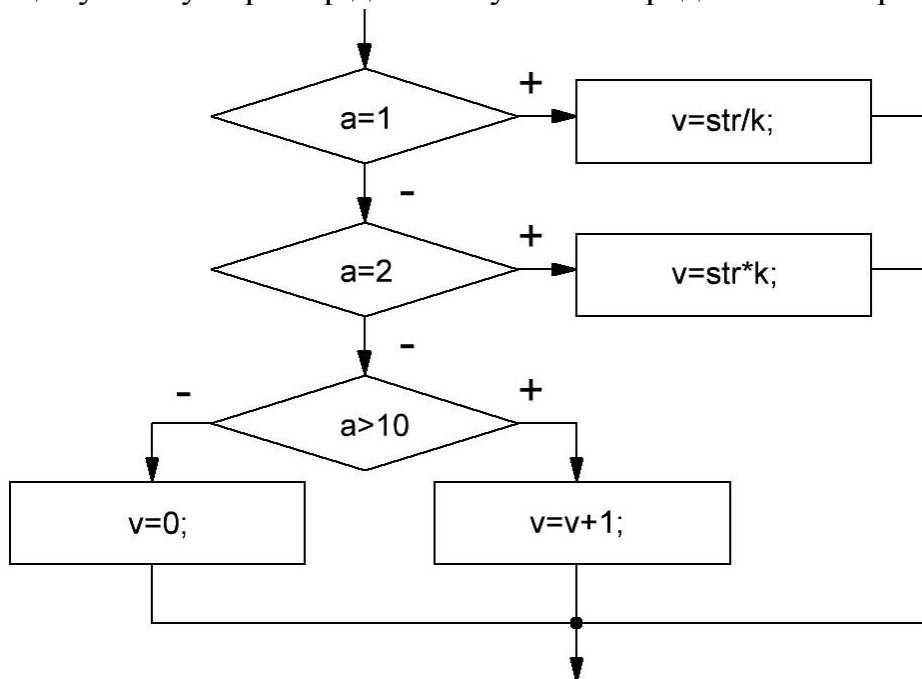 +
a=1
v=str/k;
-
+
a=2
v=str*k;
-
-
+
a>10
v=0;
v=v+1;